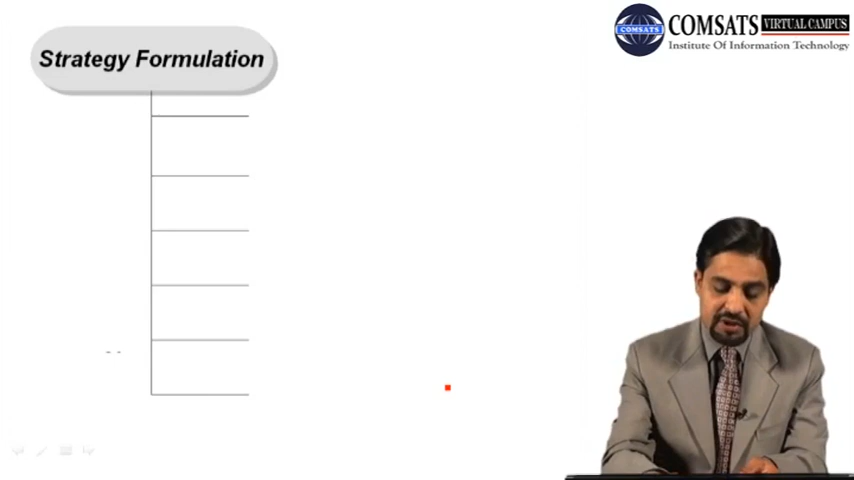 Strategy Formulation
COMSATS VIRTUAL CAMPUS
COMSATS
Institute Of Information Technology